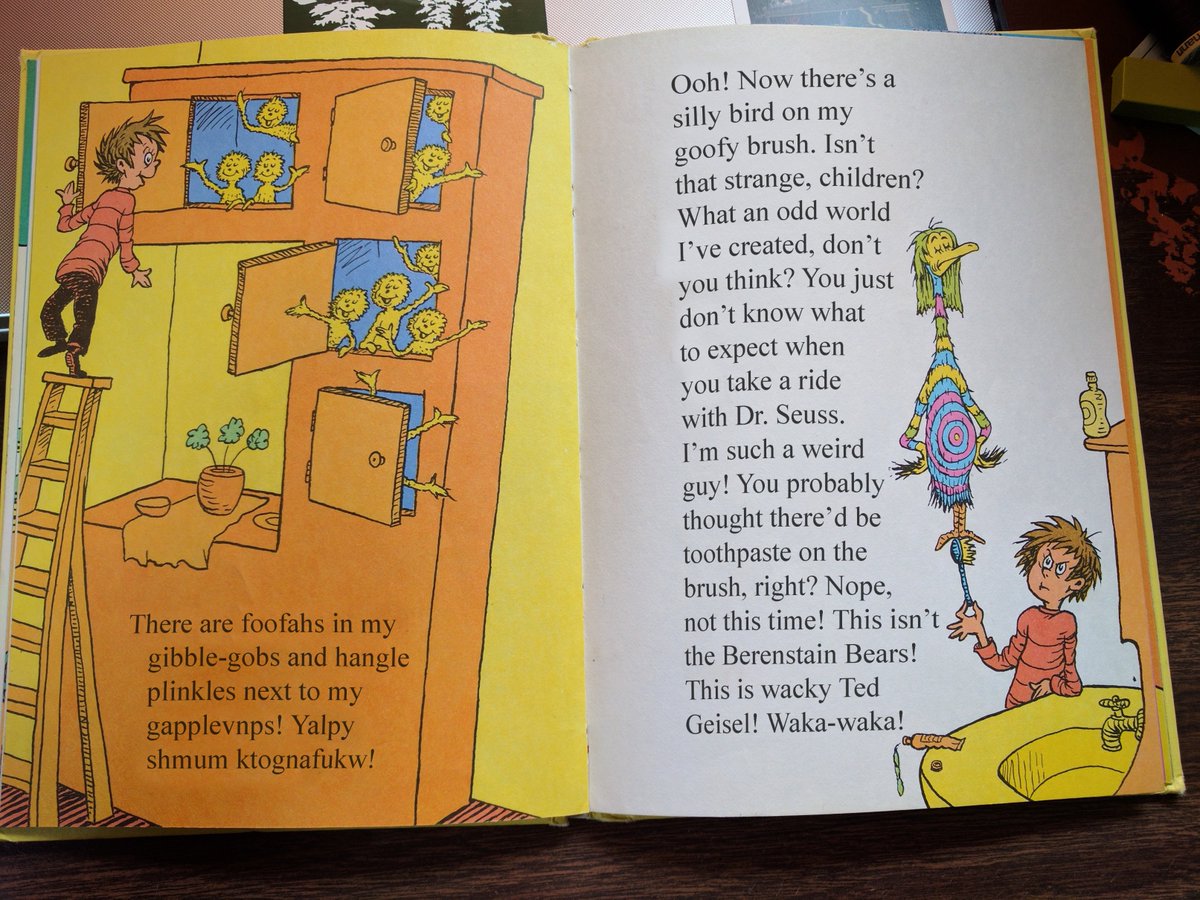 There are foofahs in my
gibble-gobs and hangle
plinkles next to my
gapplevnps! Yalpy
shmum ktognafukw!
Ooh! Now there's a
silly bird on my
goofy brush. Isn't
that strange, children?
What an odd world
I've created, don't
you think? You just
don't know what
to expect when
you take a ride
with Dr. Seuss.
I'm such a weird
guy! You probably
thought there'd be
toothpaste on the
brush, right? Nope,
not this time! This isn't
the Berenstain Bears!
This is wacky Ted
Geisel! Waka-waka!